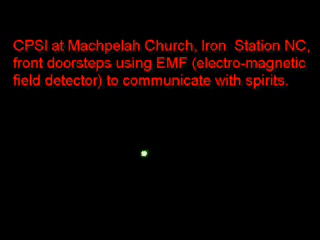 CPSI at Machpelah Church, Iron Station NC,
front doorsteps using EMF (electro-magnetic
field detector) to communicate with spirits.